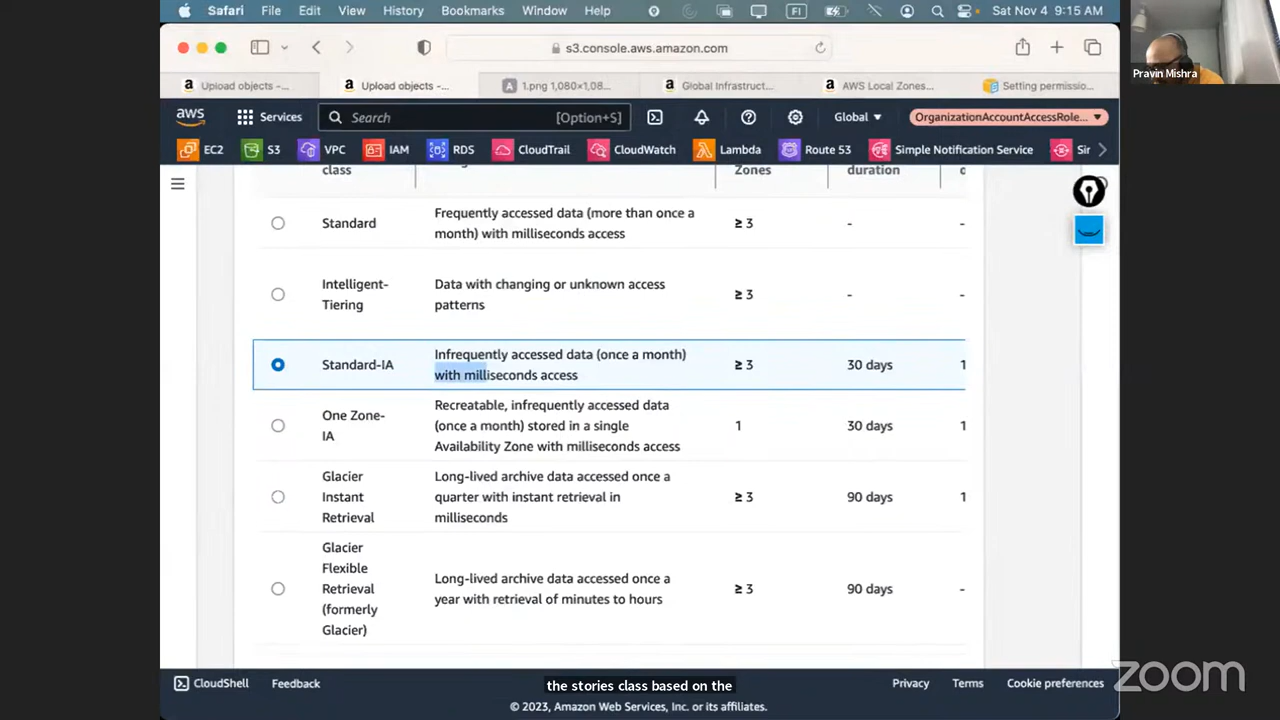 Safari File Edit View History Bookmarks Window Help FI Sat Nov 4 9:15 AM
Pravin Mishra
s3.console.aws.amazon.com
a Upload objects -... a Upload objects -... A 1.png 1,080×1,08... a Global Infrastruct... a AWS Local Zones... Setting permissio...
aws Services Search [Option+S] Global OrganizationAccountAccessRole...
EC2 S3 VPC IAM RDS CloudTrail CloudWatch Lambda Route 53 Simple Notification Service Sir
class Zones duration
Standard
Frequently accessed data (more than once a
month) with milliseconds access
≥ 3 - -
Intelligent-
Tiering
Data with changing or unknown access
patterns
≥ 3 - -
Standard-IA
Infrequently accessed data (once a month)
with milliseconds access
≥ 3 30 days 1
One Zone-
IA
Recreatable, infrequently accessed data
(once a month) stored in a single
Availability Zone with milliseconds access
1 30 days 1
Glacier
Instant
Retrieval
Long-lived archive data accessed once a
quarter with instant retrieval in
milliseconds
≥ 3 90 days 1
Glacier
Flexible
Retrieval
(formerly
Glacier)
Long-lived archive data accessed once a
year with retrieval of minutes to hours
≥ 3 90 days -
CloudShell Feedback the stories class based on the Privacy Terms Cookie preferences
© 2023, Amazon Web Services, Inc. or its affiliates.
zoom